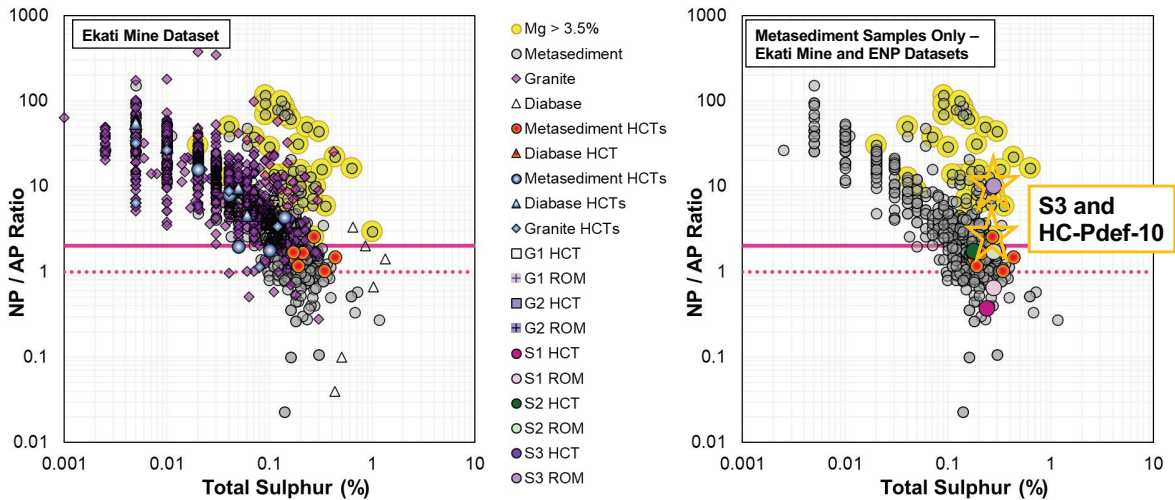 1000
100
10
1
0.1
0.01
NP / AP Ratio
Ekati Mine Dataset
0.001
0.01
0.1
1
10
Total Sulphur (%)
Mg > 3.5%
Metasediment
Granite
Diabase
Metasediment HCTs
Diabase HCT
Metasediment HCTs
Diabase HCTs
Granite HCTs
G1 HCT
G1 ROM
G2 HCT
G2 ROM
S1 HCT
S1 ROM
S2 HCT
S2 ROM
S3 HCT
S3 ROM
1000
100
10
1
0.1
0.01
NP / AP Ratio
Metasediment Samples Only –
Ekati Mine and ENP Datasets
S3 and
HC-Pdef-10
0.001
0.01
0.1
1
10
Total Sulphur (%)